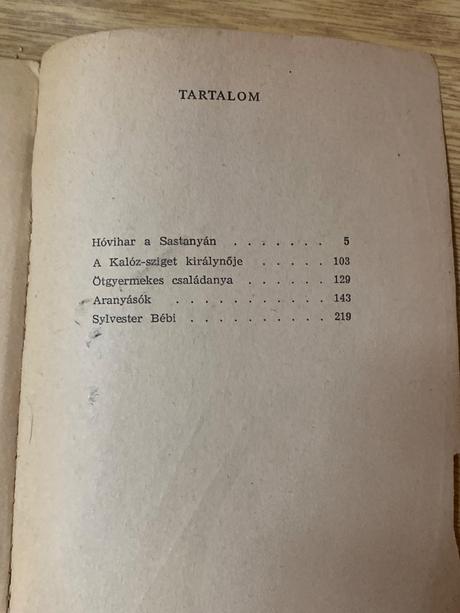 TARTALOM
Hóvihar a Sastanyán . . . . . . . 5
A Kalóz-sziget királynője . . . . . 103
Ötgyermekes családanya . . . . . . 129
Aranyásók . . . . . . . . . . 143
Sylvester Bébi . . . . . . . . . 219